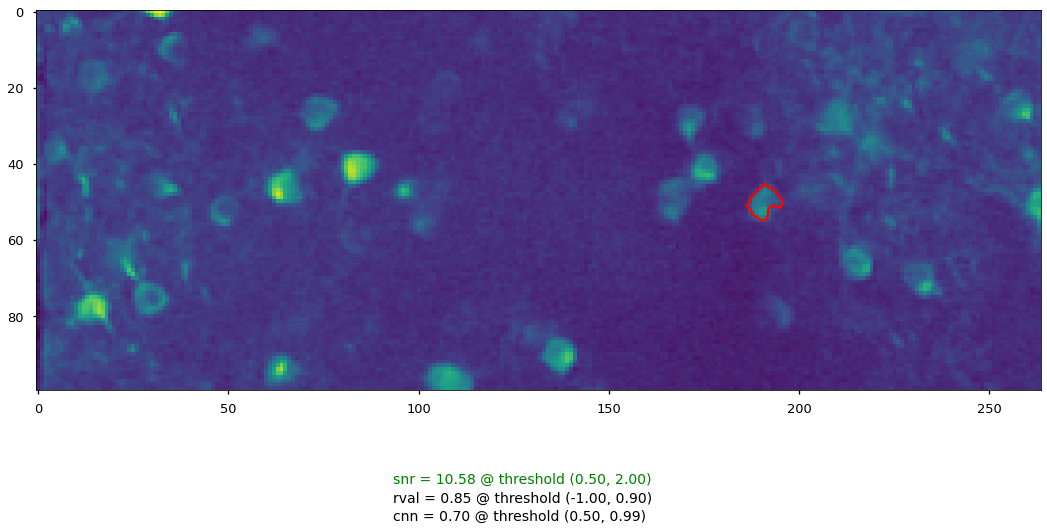 0
20
40
60
80
0 50 100 150 200 250
snr = 10.58 @ threshold (0.50, 2.00)
rval = 0.85 @ threshold (-1.00, 0.90)
cnn = 0.70 @ threshold (0.50, 0.99)